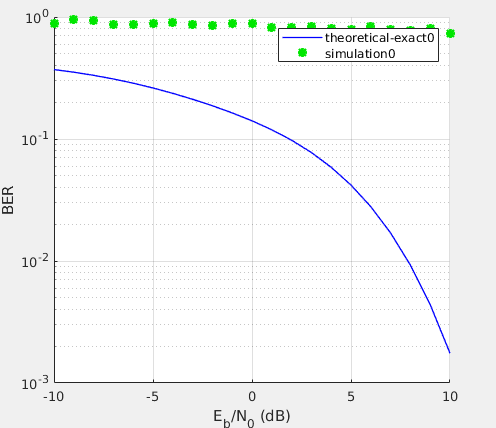 10^0
theoretical-exact0
simulation0
10^-1
BER
10^-2
10^-3
-10 -5 0 5 10
E_b/N_0 (dB)